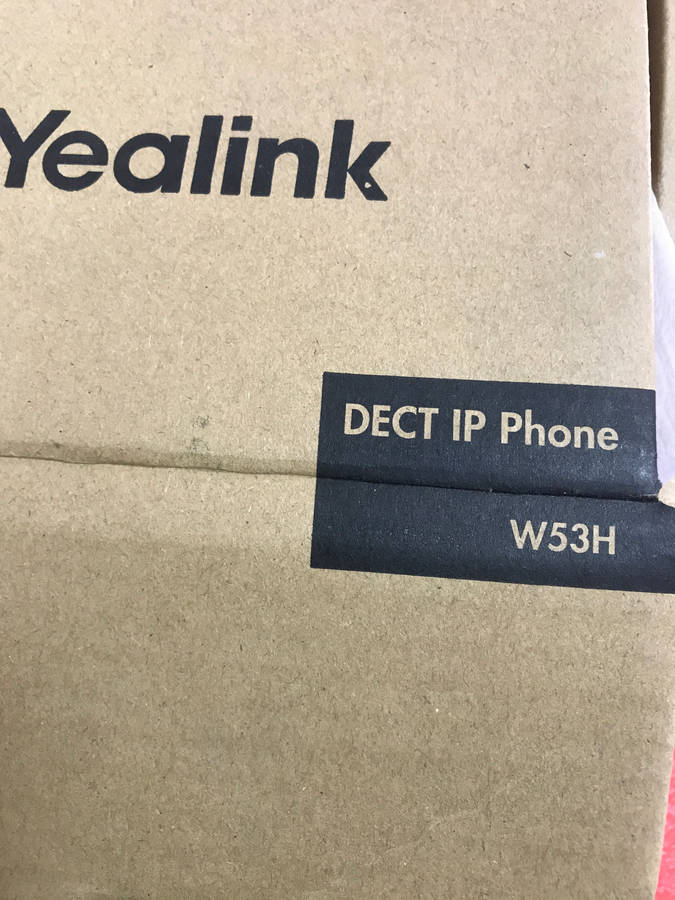 Yealink
DECT IP Phone
W53H